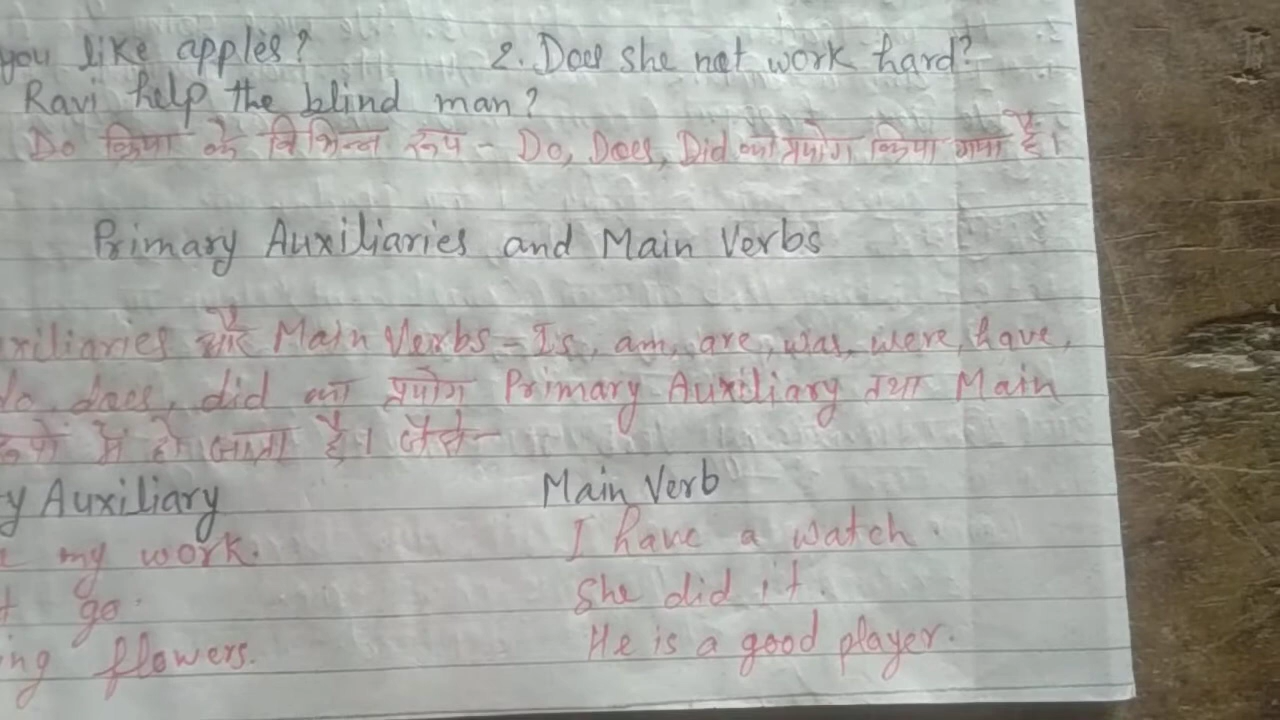 you like apples? 2. Does she not work hard?
Ravi help the blind man?
Do क्रिया के विभिन्न रूप - Do, Does, Did का प्रयोग किया गया है।
Primary Auxiliaries and Main Verbs
xiliaries और Main Verbs - Is, am, are, was, were, have,
do, does, did का प्रयोग Primary Auxiliary तथा Main
रूपों में हो जाता है। जैसे-
y Auxiliary Main Verb
my work. I have a watch.
t go. She did it.
ing flowers. He is a good player.